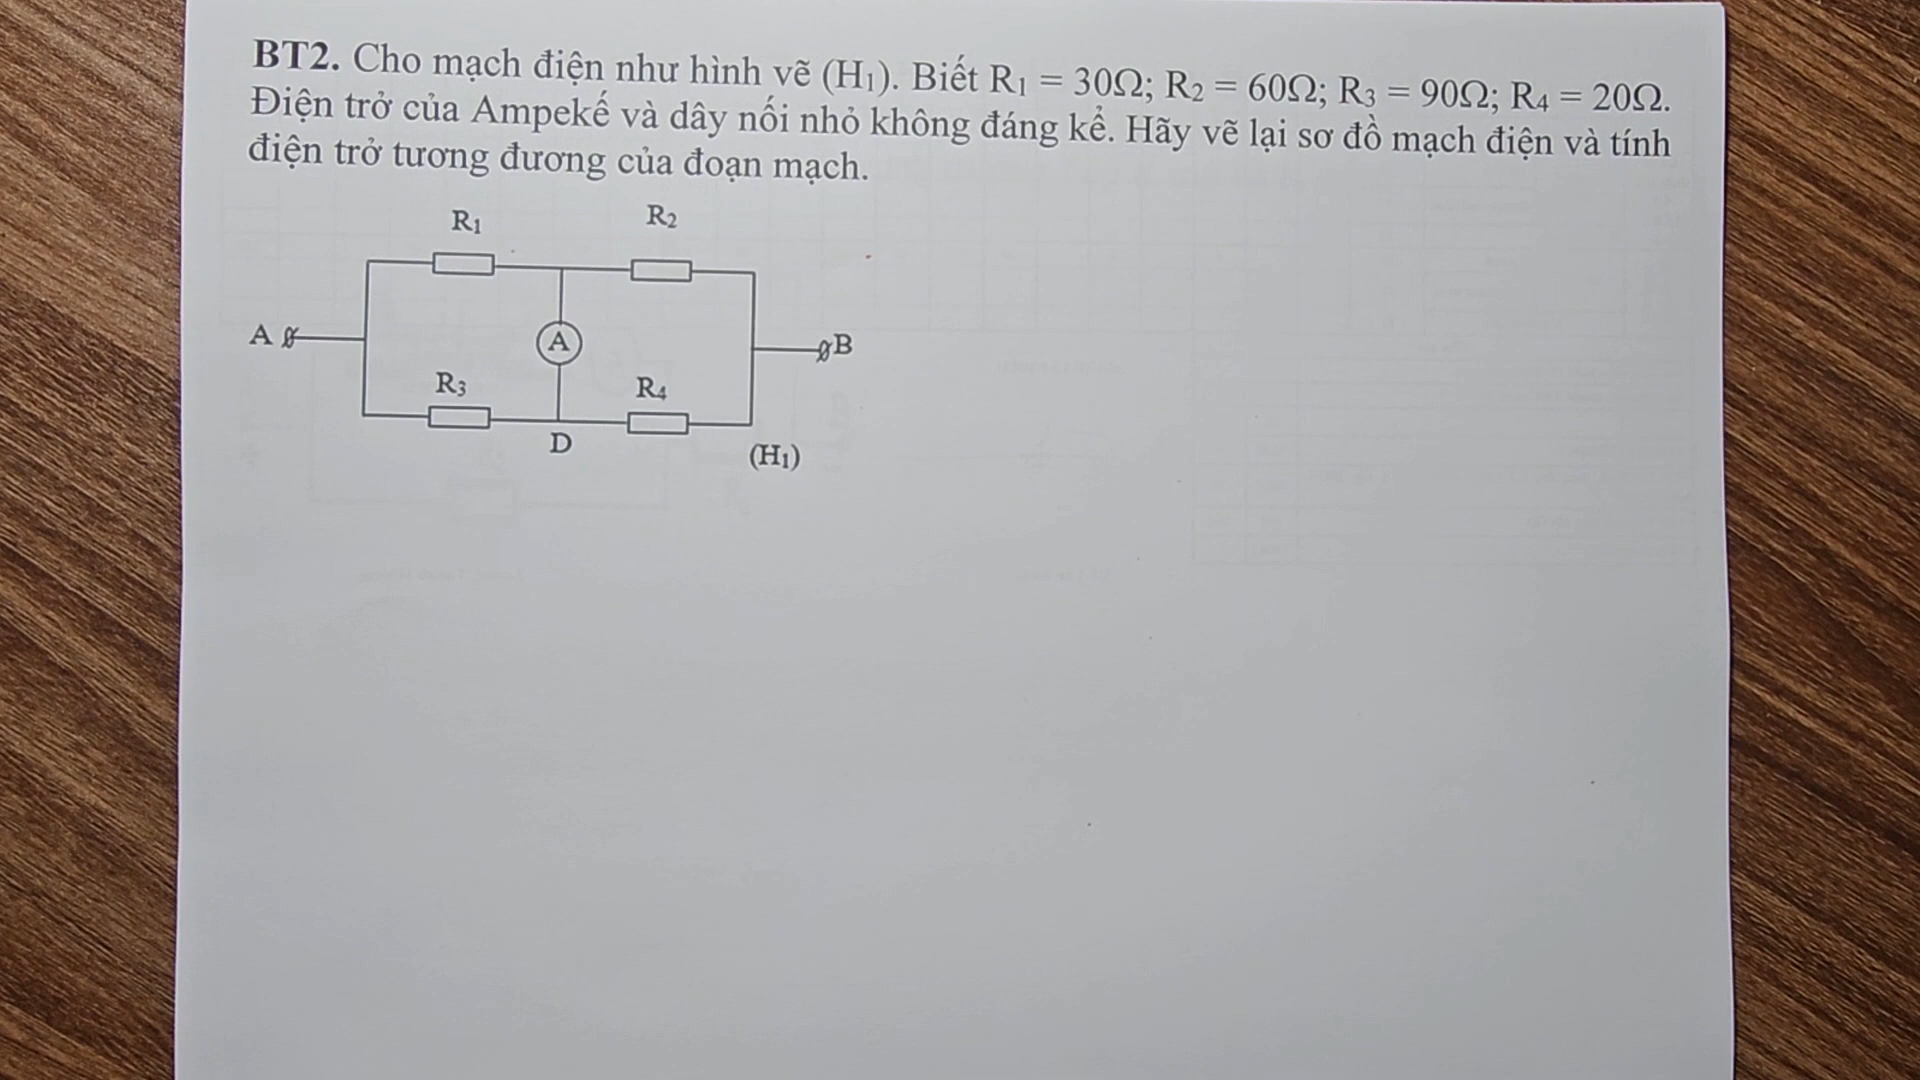 BT2. Cho mạch điện như hình vẽ (H₁). Biết R₁ = 30Ω; R₂ = 60Ω; R₃ = 90Ω; R₄ = 20Ω.
Điện trở của Ampekế và dây nối nhỏ không đáng kể. Hãy vẽ lại sơ đồ mạch điện và tính
điện trở tương đương của đoạn mạch.
R₁ R₂
A A B
R₃ R₄
D
(H₁)